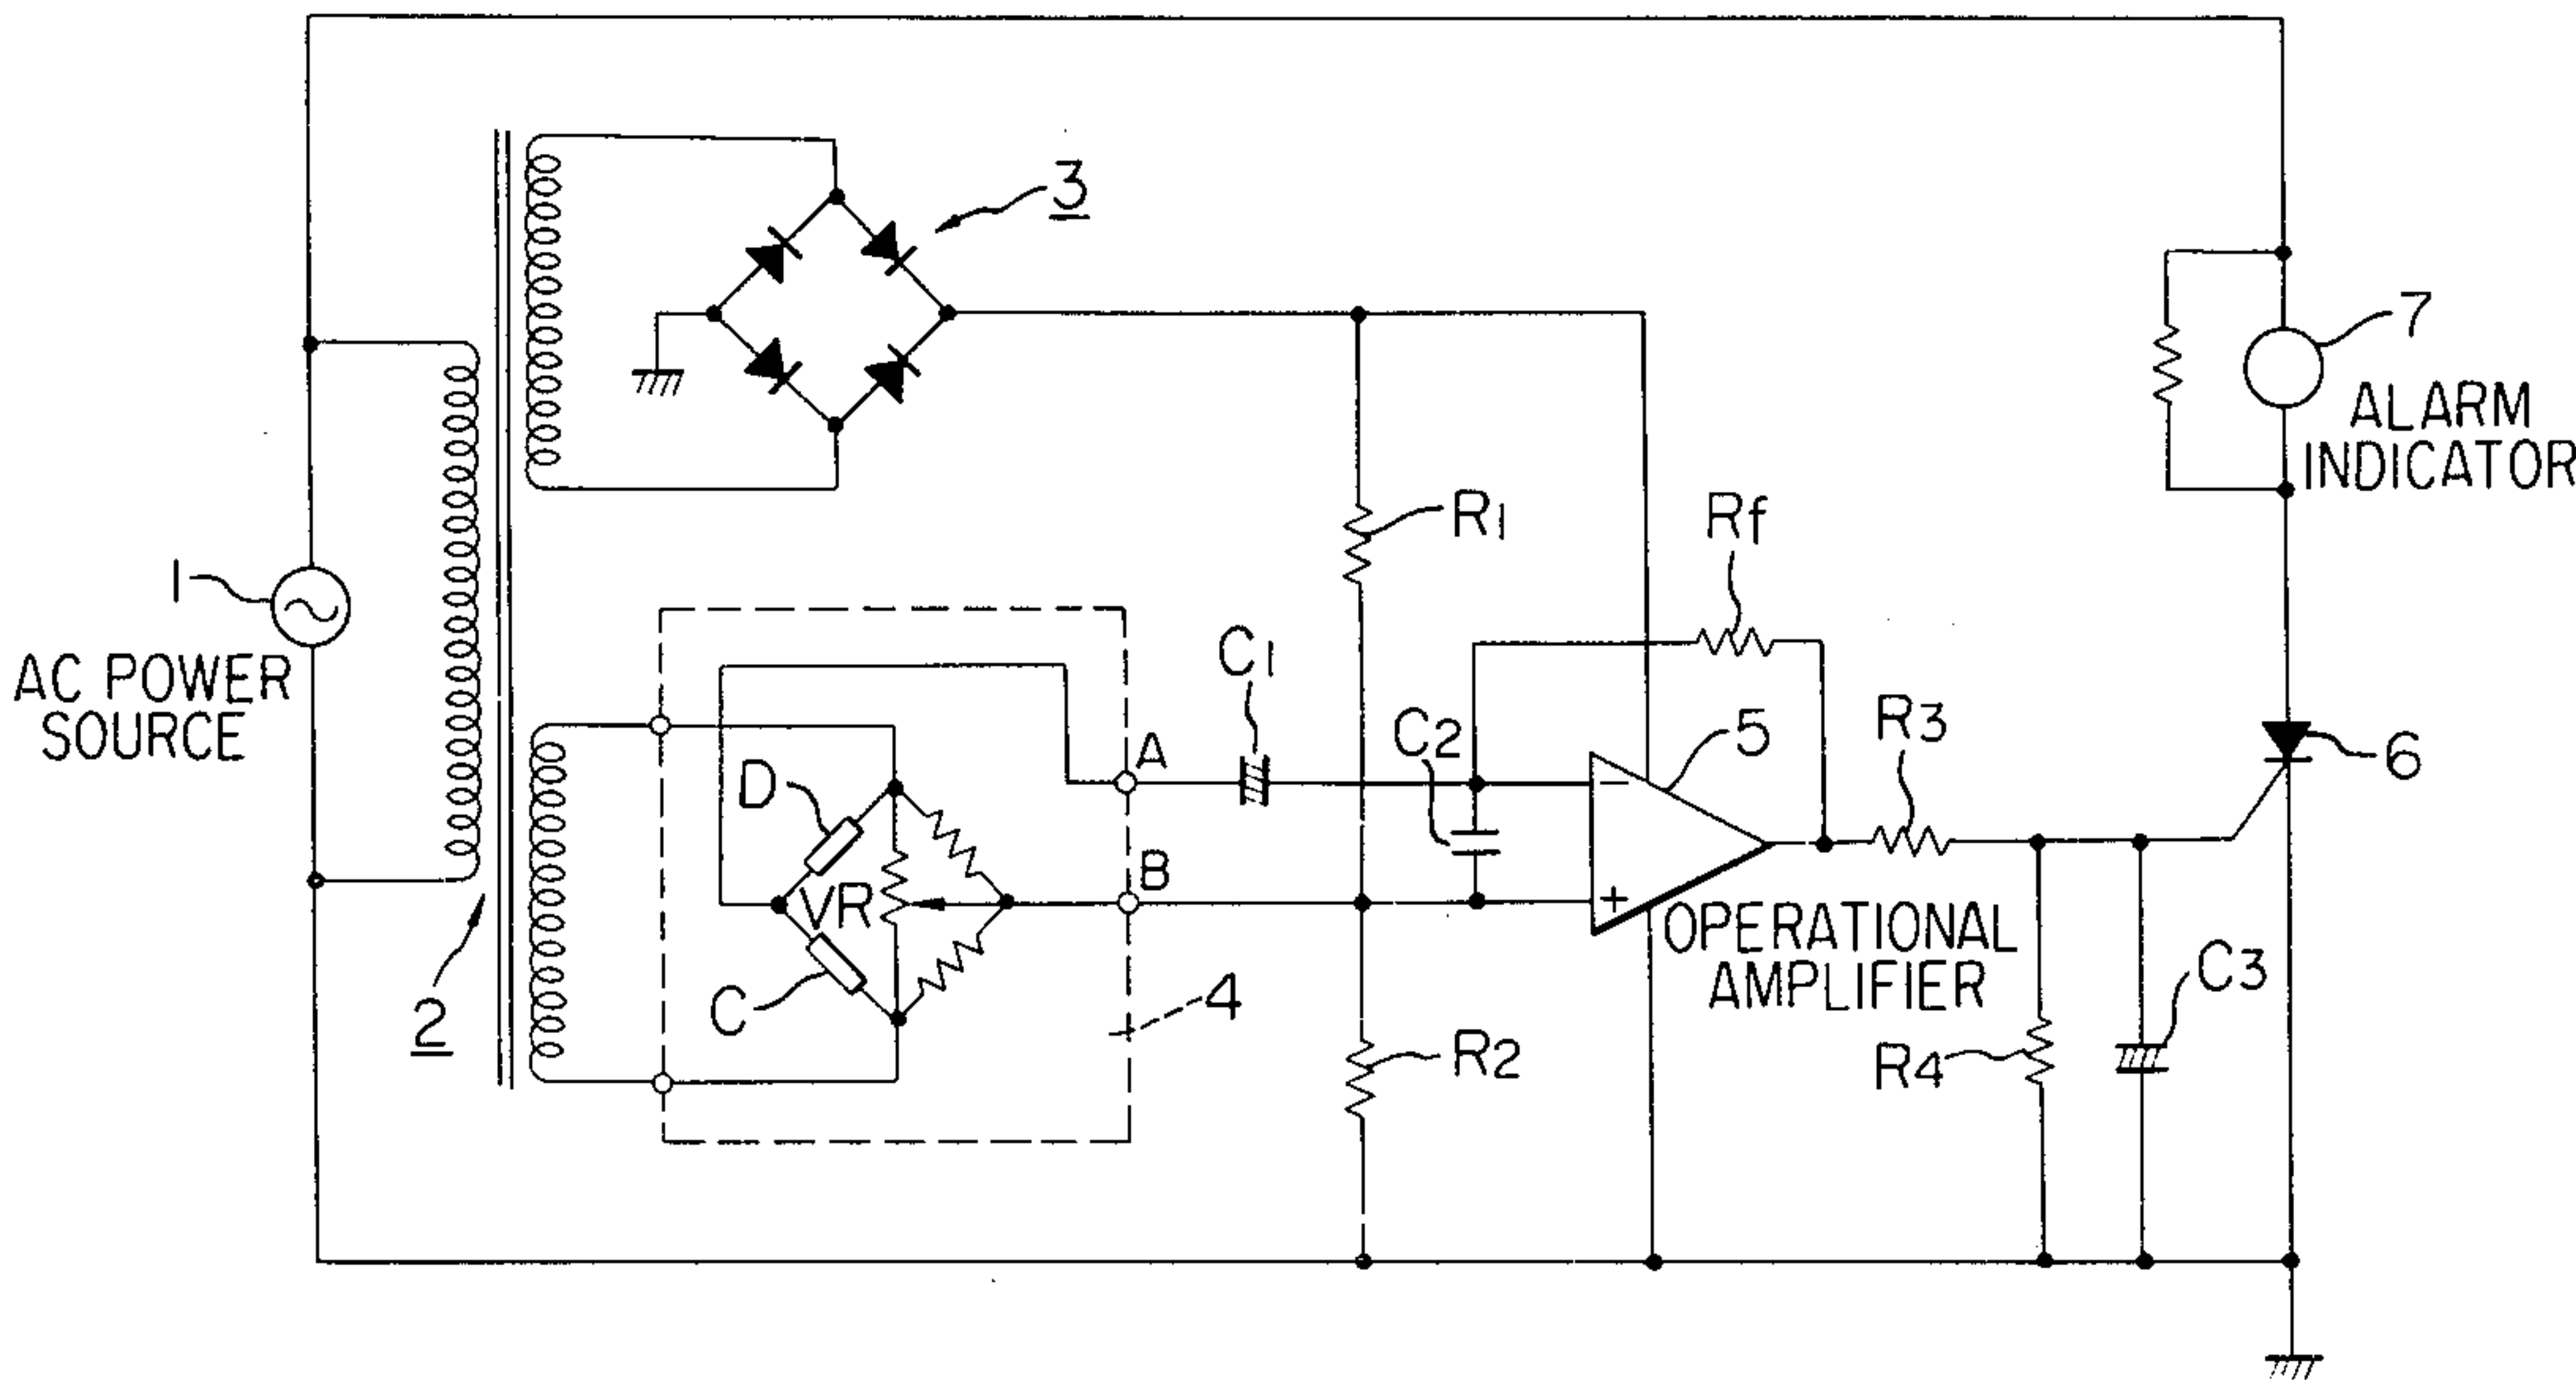 3
7
ALARM
INDICATOR
R1
Rf
1
AC POWER
SOURCE
C1
A
C2
5
R3
6
D
B
VR
−
+
OPERATIONAL
AMPLIFIER
C
4
2
R2
R4
C3